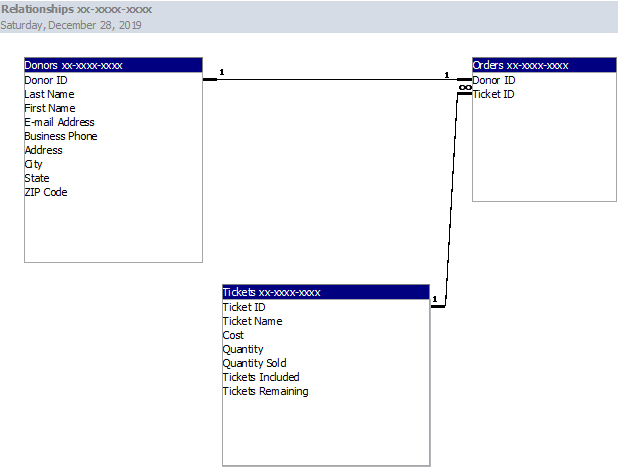 Relationships xx-xxxx-xxxx
Saturday, December 28, 2019
Donors xx-xxxx-xxxx
Donor ID
Last Name
First Name
E-mail Address
Business Phone
Address
City
State
ZIP Code
1
1
∞
Orders xx-xxxx-xxxx
Donor ID
Ticket ID
Tickets xx-xxxx-xxxx
Ticket ID
Ticket Name
Cost
Quantity
Quantity Sold
Tickets Included
Tickets Remaining
1